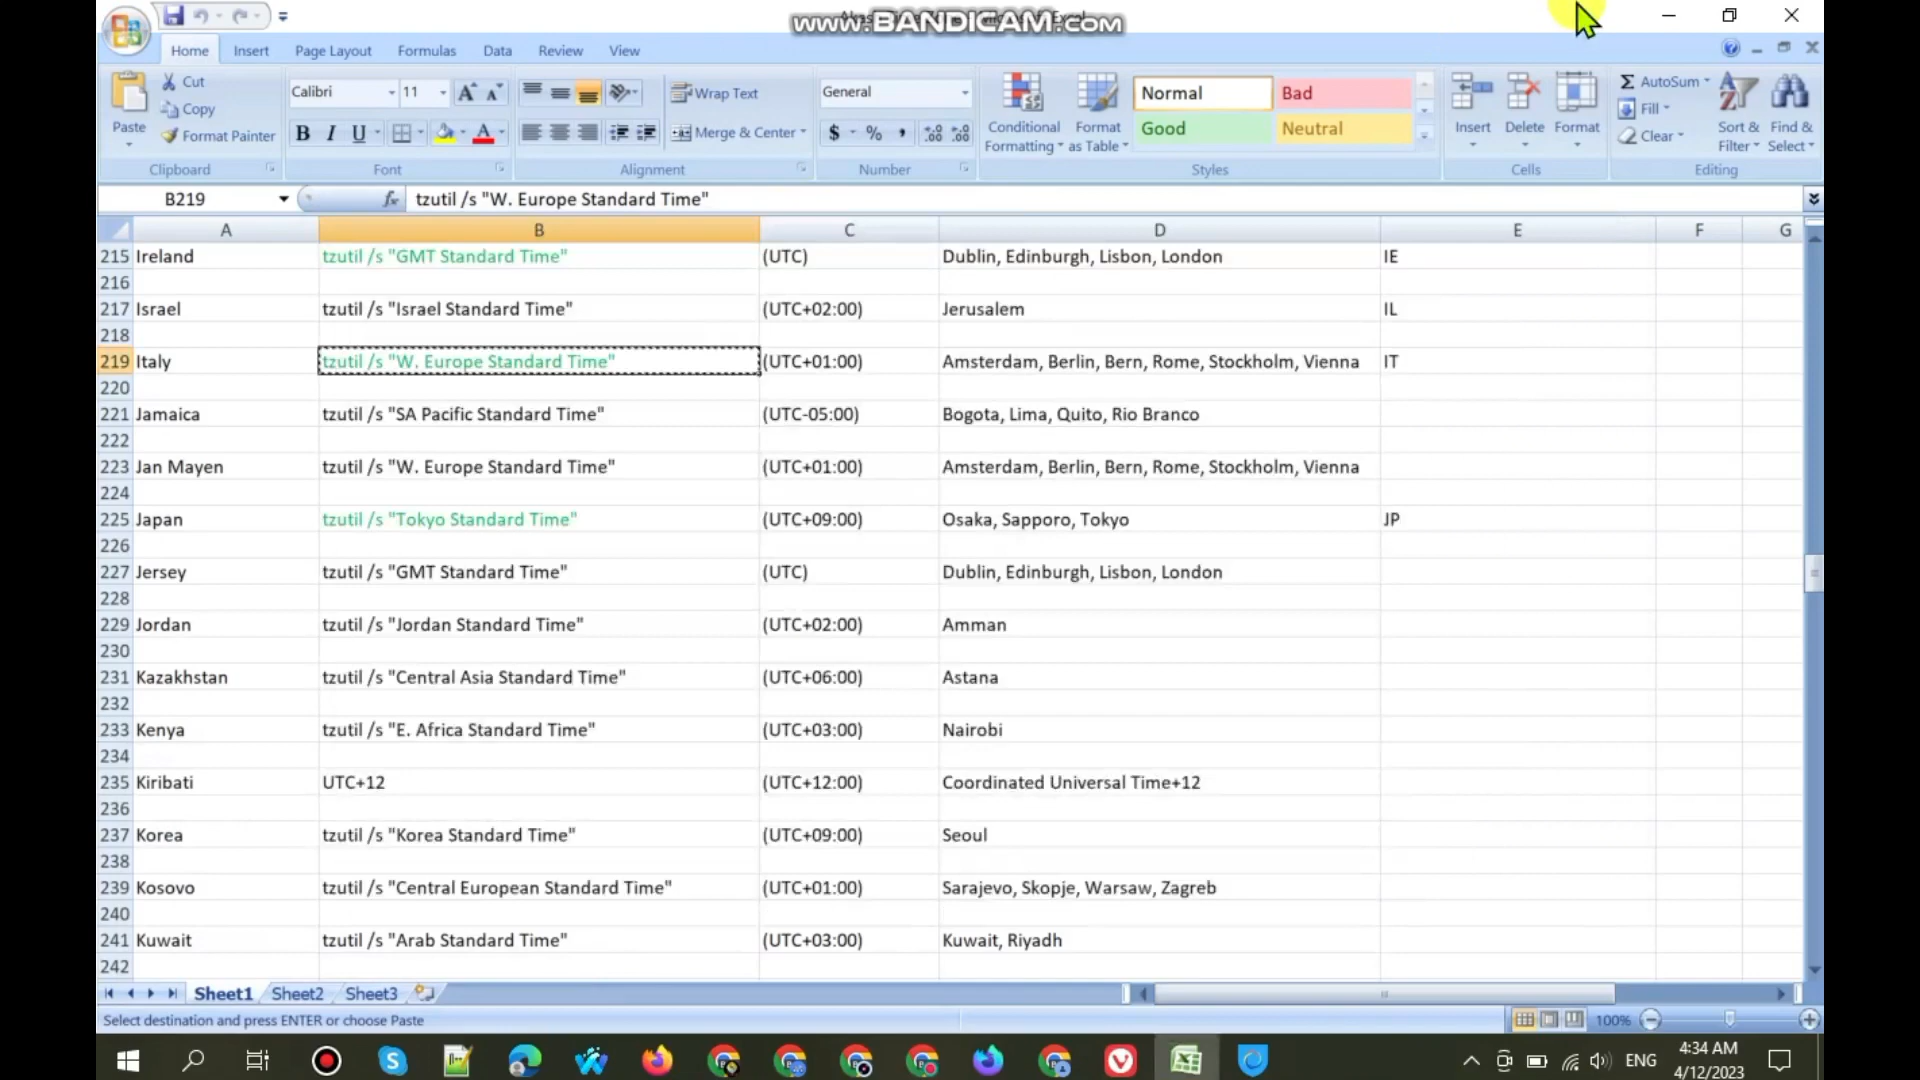 www.BANDICAM.com
Home Insert Page Layout Formulas Data Review View
Paste
Cut
Copy
Format Painter
Clipboard
Calibri 11
B I U
Font
Wrap Text
Merge & Center
Alignment
General
$ % ,
Number
Conditional Formatting
Format as Table
Normal Bad
Good Neutral
Styles
Insert Delete Format
Cells
AutoSum
Fill
Clear
Sort & Filter
Find & Select
Editing
B219 fx tzutil /s "W. Europe Standard Time"
A B C D E F G
215 Ireland tzutil /s "GMT Standard Time" (UTC) Dublin, Edinburgh, Lisbon, London IE
216
217 Israel tzutil /s "Israel Standard Time" (UTC+02:00) Jerusalem IL
218
219 Italy tzutil /s "W. Europe Standard Time" (UTC+01:00) Amsterdam, Berlin, Bern, Rome, Stockholm, Vienna IT
220
221 Jamaica tzutil /s "SA Pacific Standard Time" (UTC-05:00) Bogota, Lima, Quito, Rio Branco
222
223 Jan Mayen tzutil /s "W. Europe Standard Time" (UTC+01:00) Amsterdam, Berlin, Bern, Rome, Stockholm, Vienna
224
225 Japan tzutil /s "Tokyo Standard Time" (UTC+09:00) Osaka, Sapporo, Tokyo JP
226
227 Jersey tzutil /s "GMT Standard Time" (UTC) Dublin, Edinburgh, Lisbon, London
228
229 Jordan tzutil /s "Jordan Standard Time" (UTC+02:00) Amman
230
231 Kazakhstan tzutil /s "Central Asia Standard Time" (UTC+06:00) Astana
232
233 Kenya tzutil /s "E. Africa Standard Time" (UTC+03:00) Nairobi
234
235 Kiribati UTC+12 (UTC+12:00) Coordinated Universal Time+12
236
237 Korea tzutil /s "Korea Standard Time" (UTC+09:00) Seoul
238
239 Kosovo tzutil /s "Central European Standard Time" (UTC+01:00) Sarajevo, Skopje, Warsaw, Zagreb
240
241 Kuwait tzutil /s "Arab Standard Time" (UTC+03:00) Kuwait, Riyadh
242
Sheet1 Sheet2 Sheet3
Select destination and press ENTER or choose Paste 100%
ENG
4:34 AM
4/12/2023